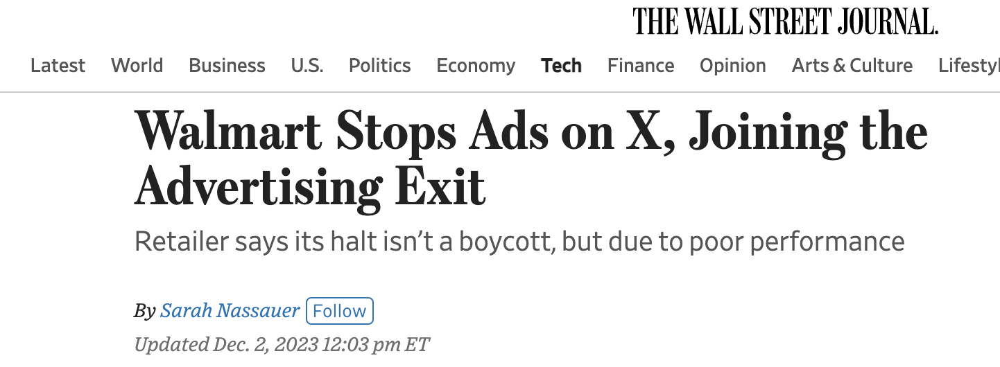 THE WALL STREET JOURNAL.
Latest World Business U.S. Politics Economy Tech Finance Opinion Arts & Culture
Walmart Stops Ads on X, Joining the
Advertising Exit
Retailer says its halt isn’t a boycott, but due to poor performance
By Sarah Nassauer Follow
Updated Dec. 2, 2023 12:03 pm ET